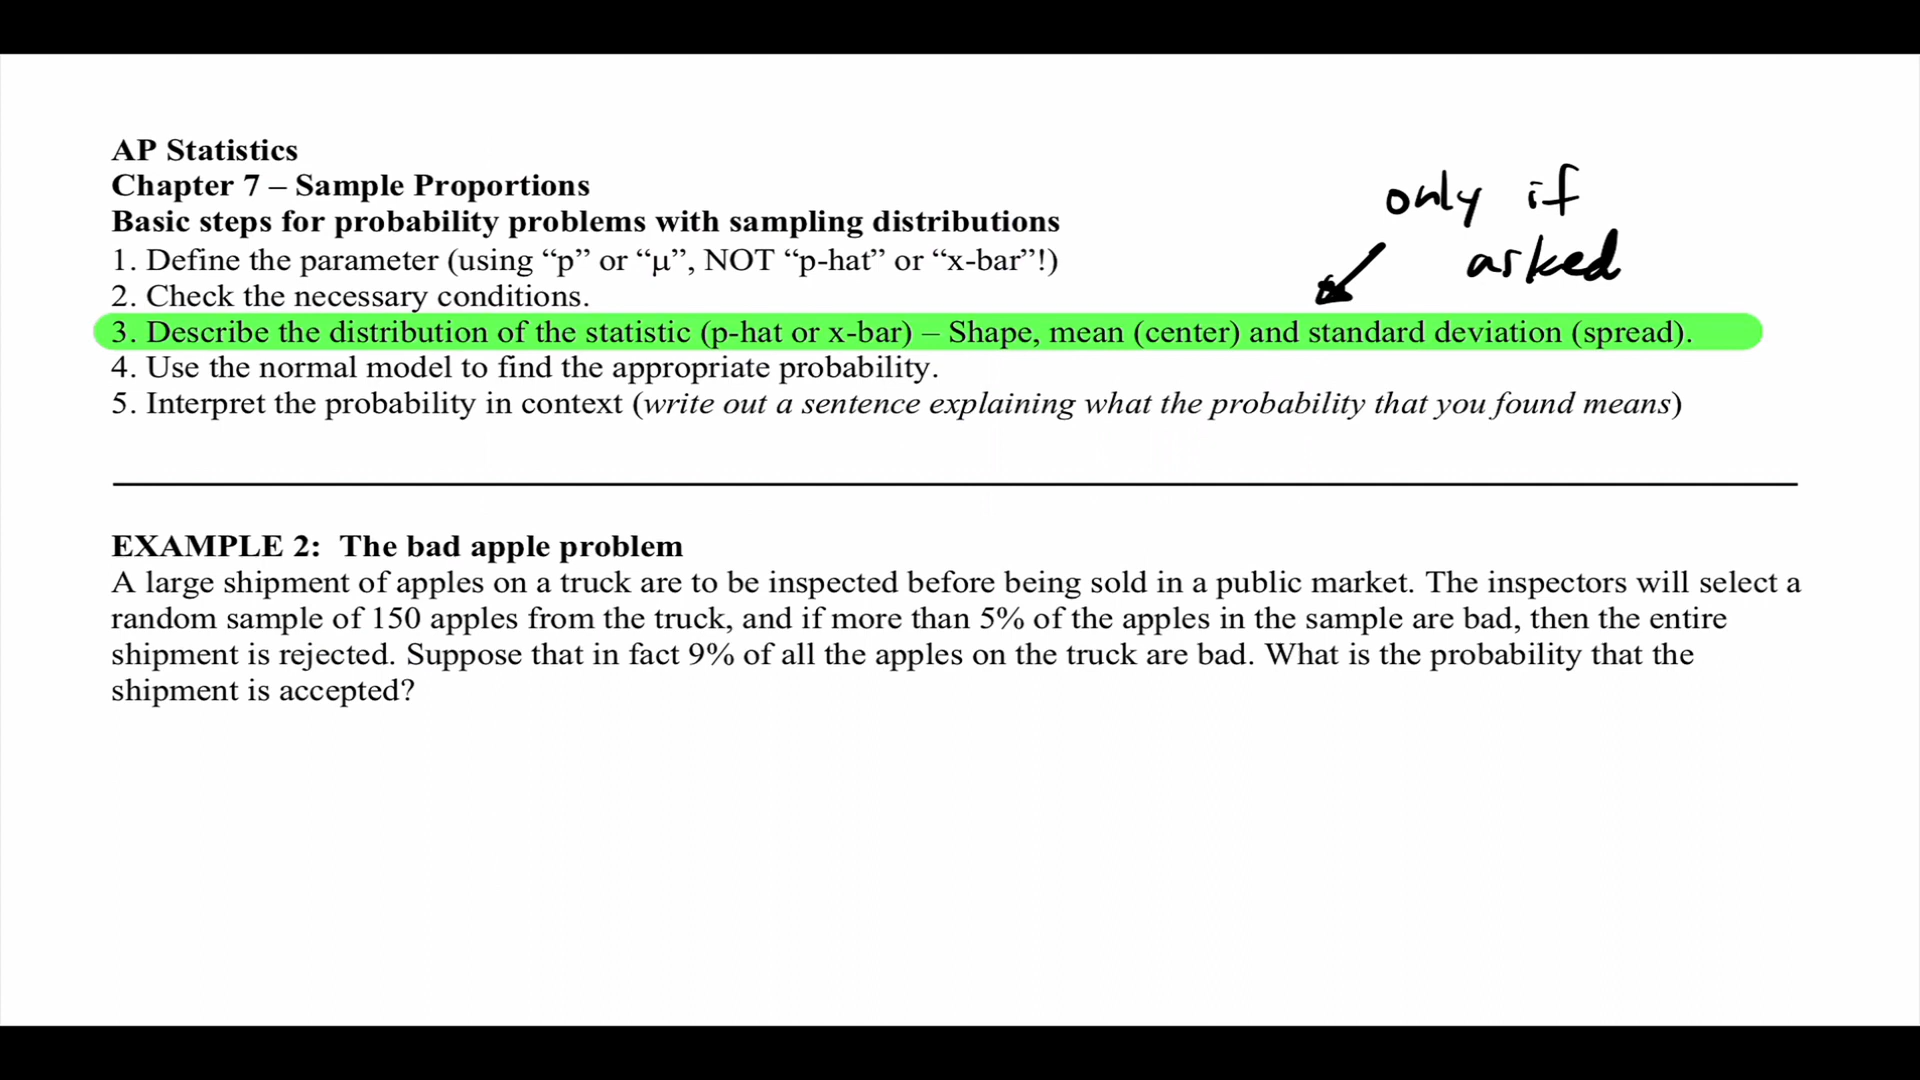 AP Statistics
Chapter 7 – Sample Proportions
Basic steps for probability problems with sampling distributions
1. Define the parameter (using “p” or “μ”, NOT “p-hat” or “x-bar”!)
2. Check the necessary conditions.
3. Describe the distribution of the statistic (p-hat or x-bar) – Shape, mean (center) and standard deviation (spread).
4. Use the normal model to find the appropriate probability.
5. Interpret the probability in context (write out a sentence explaining what the probability that you found means)
only if
asked
EXAMPLE 2: The bad apple problem
A large shipment of apples on a truck are to be inspected before being sold in a public market. The inspectors will select a
random sample of 150 apples from the truck, and if more than 5% of the apples in the sample are bad, then the entire
shipment is rejected. Suppose that in fact 9% of all the apples on the truck are bad. What is the probability that the
shipment is accepted?